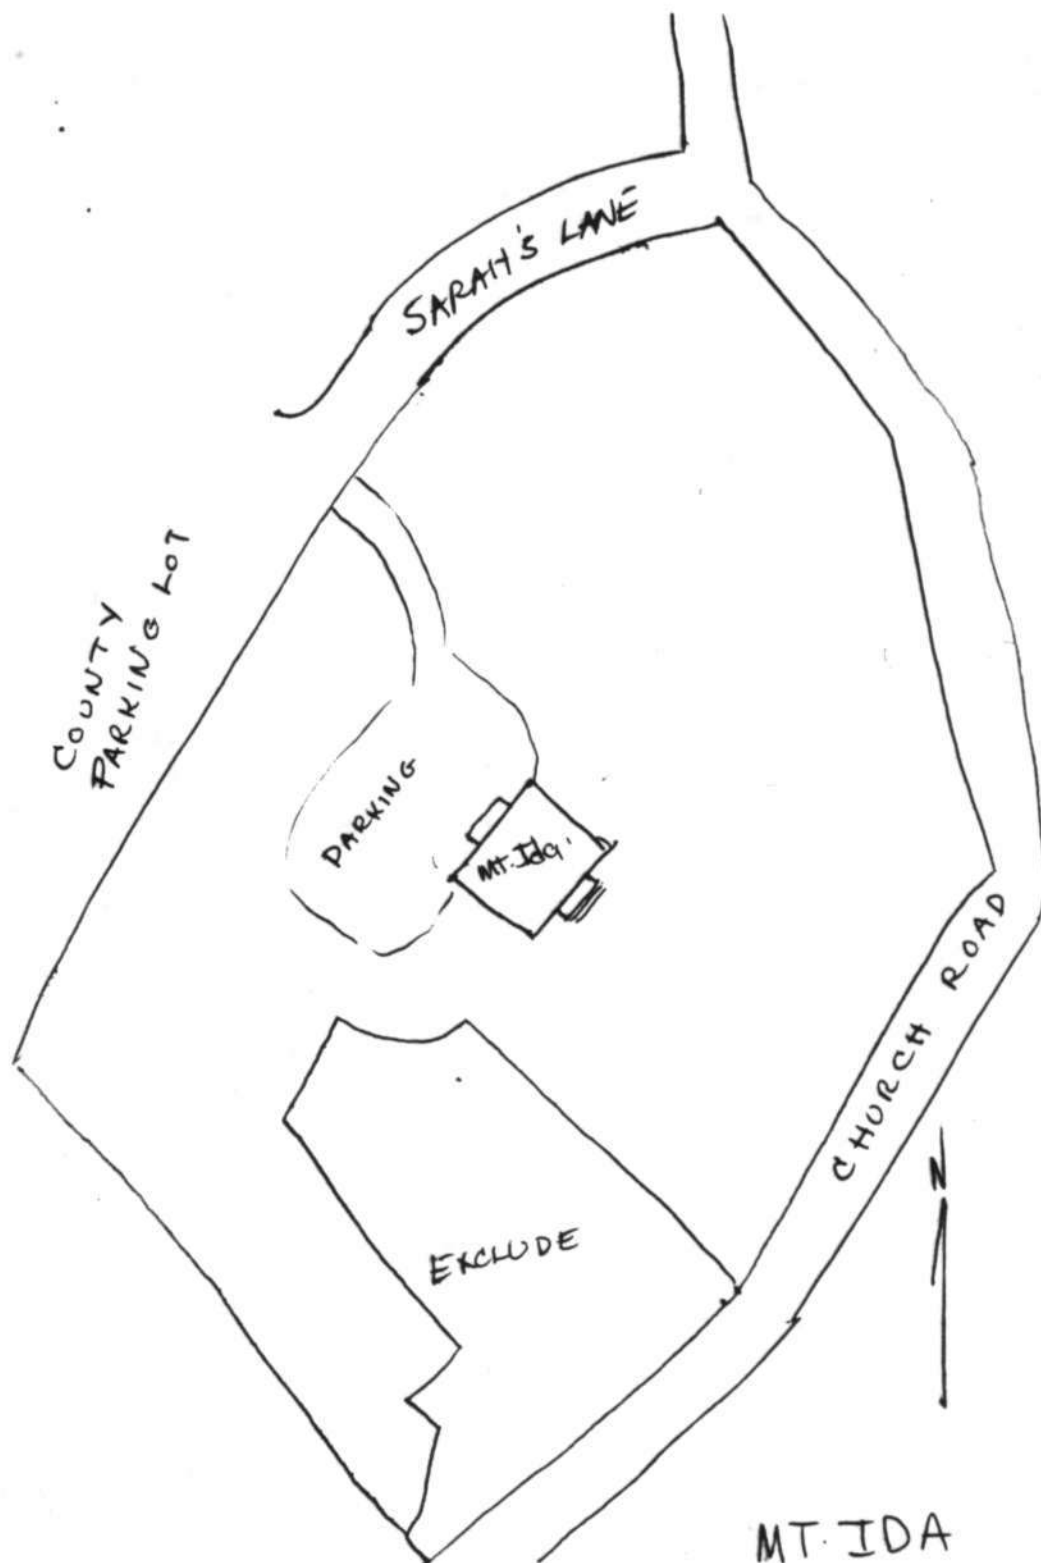 SARAH'S LANE
COUNTY
PARKING LOT
PARKING
Mt. Ida
CHURCH ROAD
N
EXCLUDE
MT. IDA